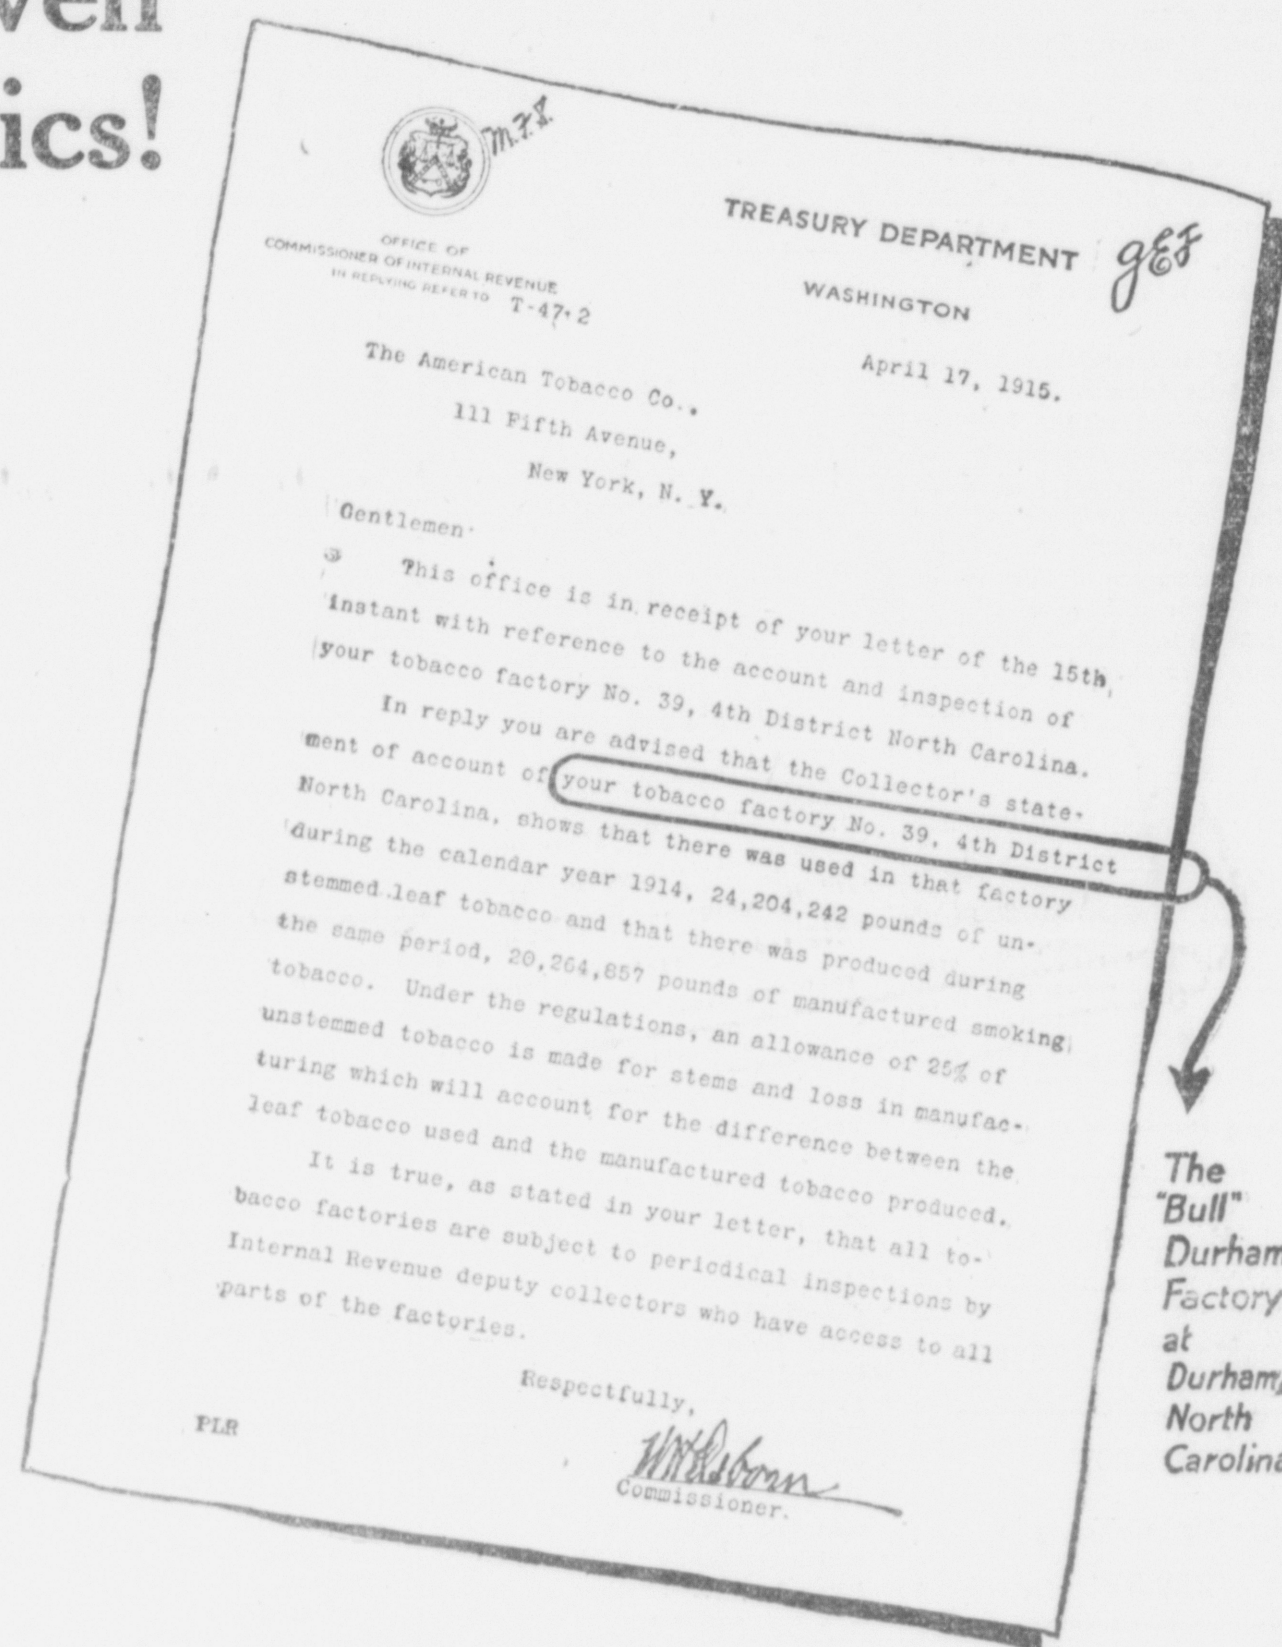 ics!
M.F.S.
OFFICE OF
COMMISSIONER OF INTERNAL REVENUE
IN REPLYING REFER TO T-47-2
TREASURY DEPARTMENT
WASHINGTON
GEF
April 17, 1915.
The American Tobacco Co.,
111 Fifth Avenue,
New York, N. Y.
Gentlemen
This office is in receipt of your letter of the 15th,
instant with reference to the account and inspection of
your tobacco factory No. 39, 4th District North Carolina.
In reply you are advised that the Collector's state-
ment of account of your tobacco factory No. 39, 4th District
North Carolina, shows that there was used in that factory
during the calendar year 1914, 24,204,242 pounds of un-
stemmed leaf tobacco and that there was produced during
the same period, 20,264,857 pounds of manufactured smoking
tobacco. Under the regulations, an allowance of 25% of
unstemmed tobacco is made for stems and loss in manufac-
turing which will account for the difference between the
leaf tobacco used and the manufactured tobacco produced.
It is true, as stated in your letter, that all to-
bacco factories are subject to periodical inspections by
Internal Revenue deputy collectors who have access to all
parts of the factories.
Respectfully,
WHOsborn
Commissioner.
PLR
The
"Bull"
Durham
Factory
at
Durham,
North
Carolina